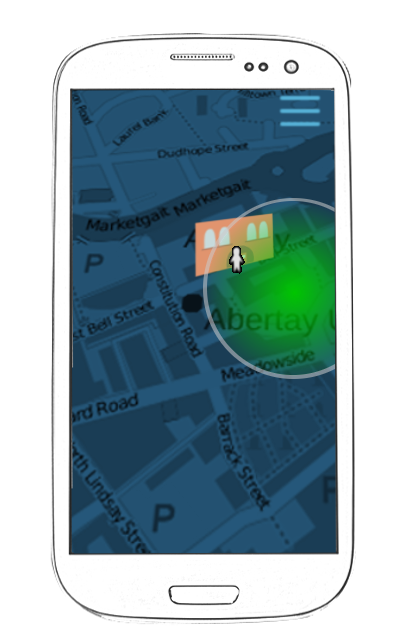 Laurel Bank
Dudhope Street
Marketgait Marketgait
P
Street
Constitution Road
Bell Street
Abertay U
Meadowside
ard Road
Barrack Street
rth Lindsay Stre
P
P